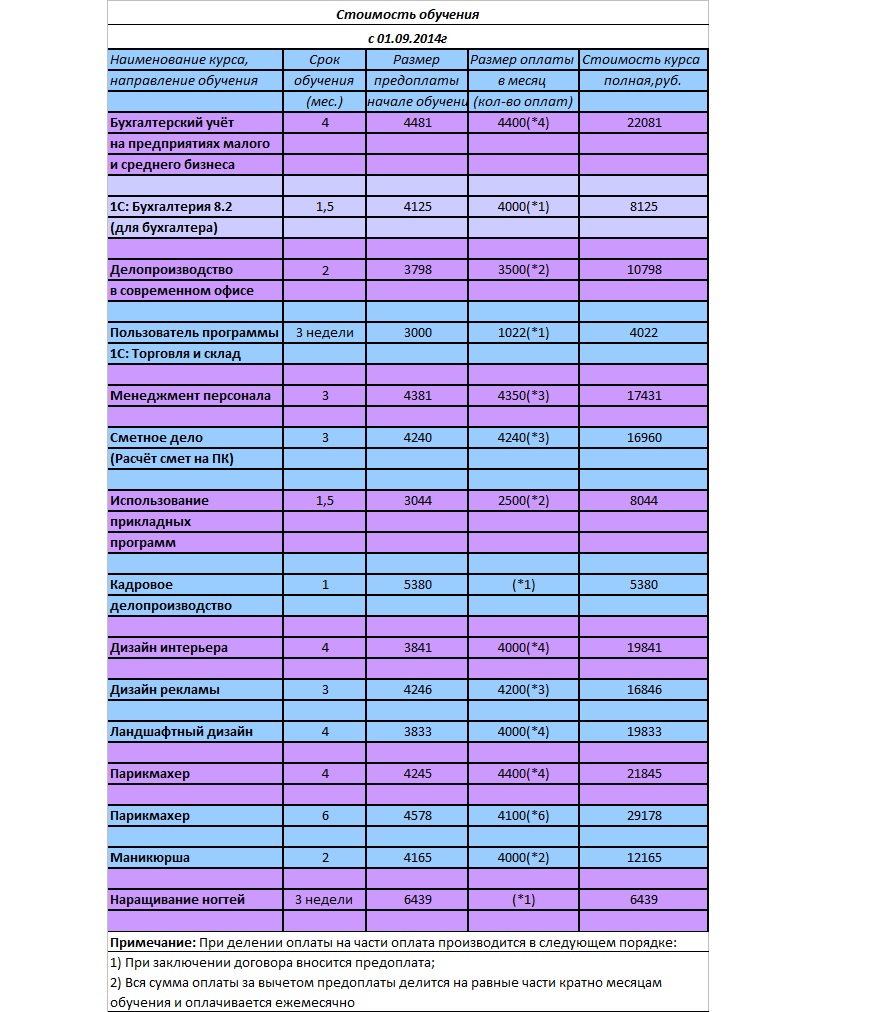 Стоимость обучения
с 01.09.2014г
Наименование курса, Срок Размер Размер оплаты Стоимость курса
направление обучения обучения предоплаты в месяц полная,руб.
(мес.) начале обучени (кол-во оплат)
Бухгалтерский учёт 4 4481 4400(*4) 22081
на предприятиях малого
и среднего бизнеса
1С: Бухгалтерия 8.2 1,5 4125 4000(*1) 8125
(для бухгалтера)
Делопроизводство 2 3798 3500(*2) 10798
в современном офисе
Пользователь программы 3 недели 3000 1022(*1) 4022
1С: Торговля и склад
Менеджмент персонала 3 4381 4350(*3) 17431
Сметное дело 3 4240 4240(*3) 16960
(Расчёт смет на ПК)
Использование 1,5 3044 2500(*2) 8044
прикладных
программ
Кадровое 1 5380 (*1) 5380
делопроизводство
Дизайн интерьера 4 3841 4000(*4) 19841
Дизайн рекламы 3 4246 4200(*3) 16846
Ландшафтный дизайн 4 3833 4000(*4) 19833
Парикмахер 4 4245 4400(*4) 21845
Парикмахер 6 4578 4100(*6) 29178
Маникюрша 2 4165 4000(*2) 12165
Наращивание ногтей 3 недели 6439 (*1) 6439
Примечание: При делении оплаты на части оплата производится в следующем порядке:
1) При заключении договора вносится предоплата;
2) Вся сумма оплаты за вычетом предоплаты делится на равные части кратно месяцам
обучения и оплачивается ежемесячно